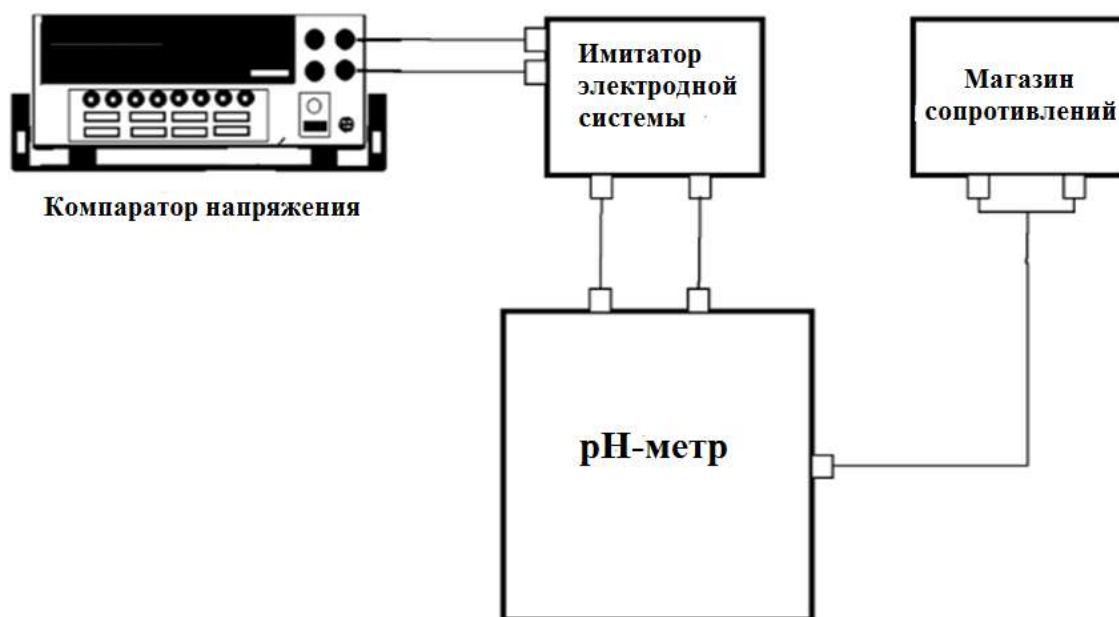 Имитатор
электродной
системы
Магазин
сопротивлений
Компаратор напряжения
pH-метр